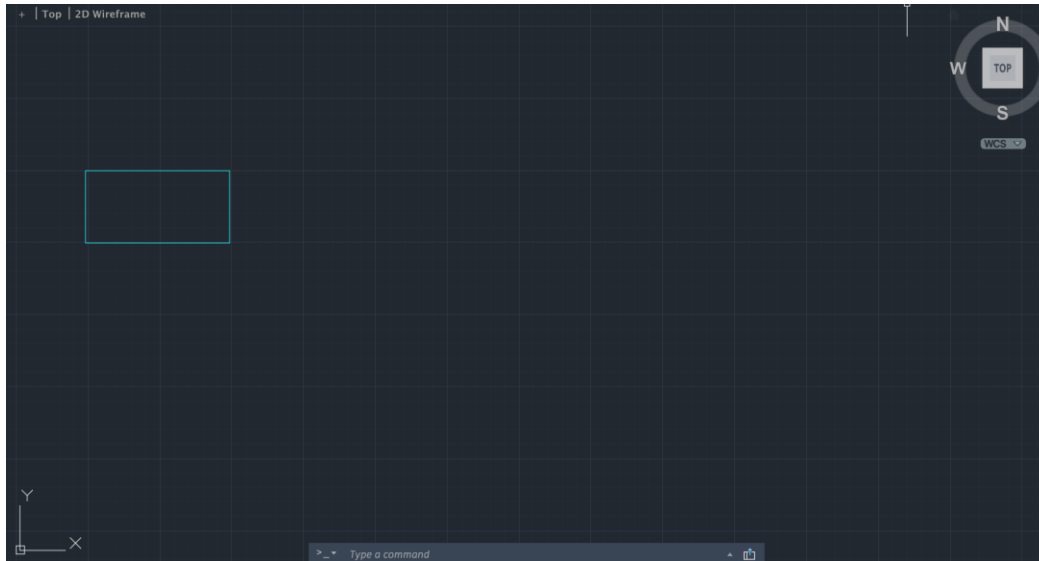 + | Top | 2D Wireframe
N
W
TOP
S
WCS
Y
X
>_ Type a command